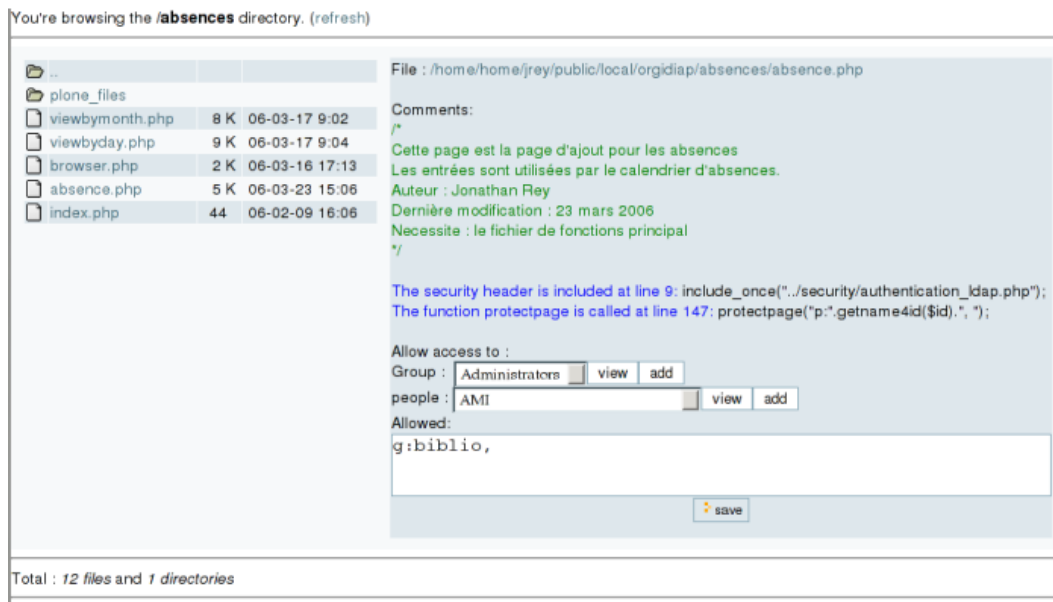 You're browsing the /absences directory. (refresh)
..
plone_files
viewbymonth.php 8 K 06-03-17 9:02
viewbyday.php 9 K 06-03-17 9:04
browser.php 2 K 06-03-16 17:13
absence.php 5 K 06-03-23 15:06
index.php 44 06-02-09 16:06
File : /home/home/jrey/public/local/orgidiap/absences/absence.php
Comments:
/*
Cette page est la page d'ajout pour les absences
Les entrées sont utilisées par le calendrier d'absences.
Auteur : Jonathan Rey
Dernière modification : 23 mars 2006
Necessite : le fichier de fonctions principal
*/
The security header is included at line 9: include_once("../security/authentication_ldap.php");
The function protectpage is called at line 147: protectpage("p:".getname4id($id).", ");
Allow access to :
Group : Administrators view add
people : AMI view add
Allowed:
g:biblio,
save
Total : 12 files and 1 directories